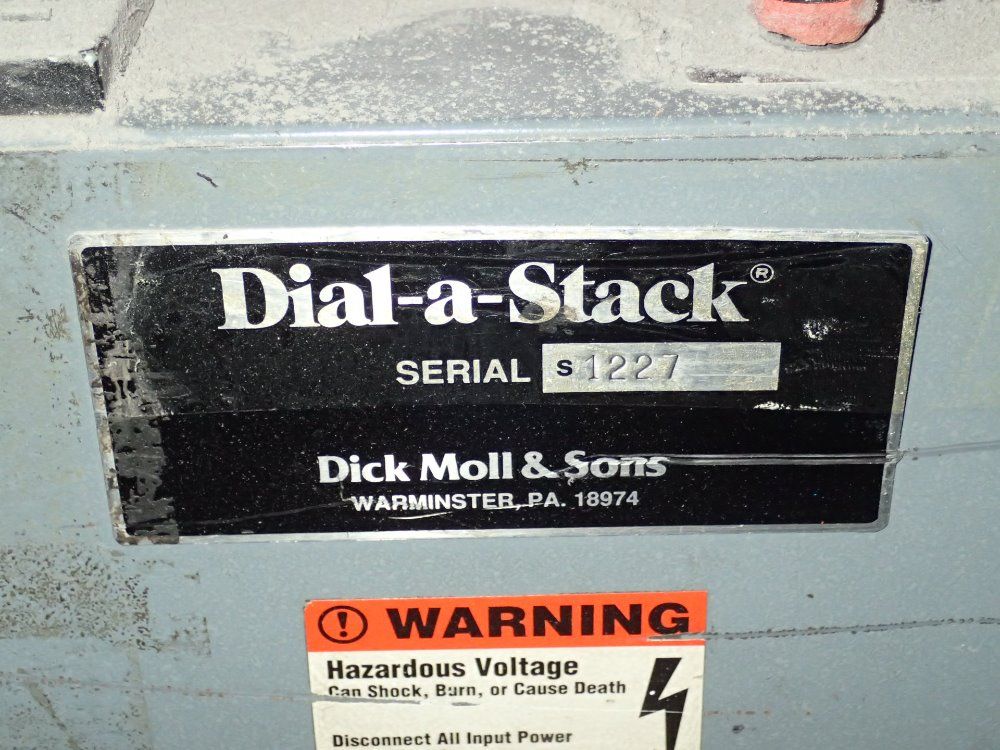 Dial-a-Stack®
SERIAL S1227
Dick Moll & Sons
WARMINSTER, PA. 18974
WARNING
Hazardous Voltage
Can Shock, Burn, or Cause Death
Disconnect All Input Power